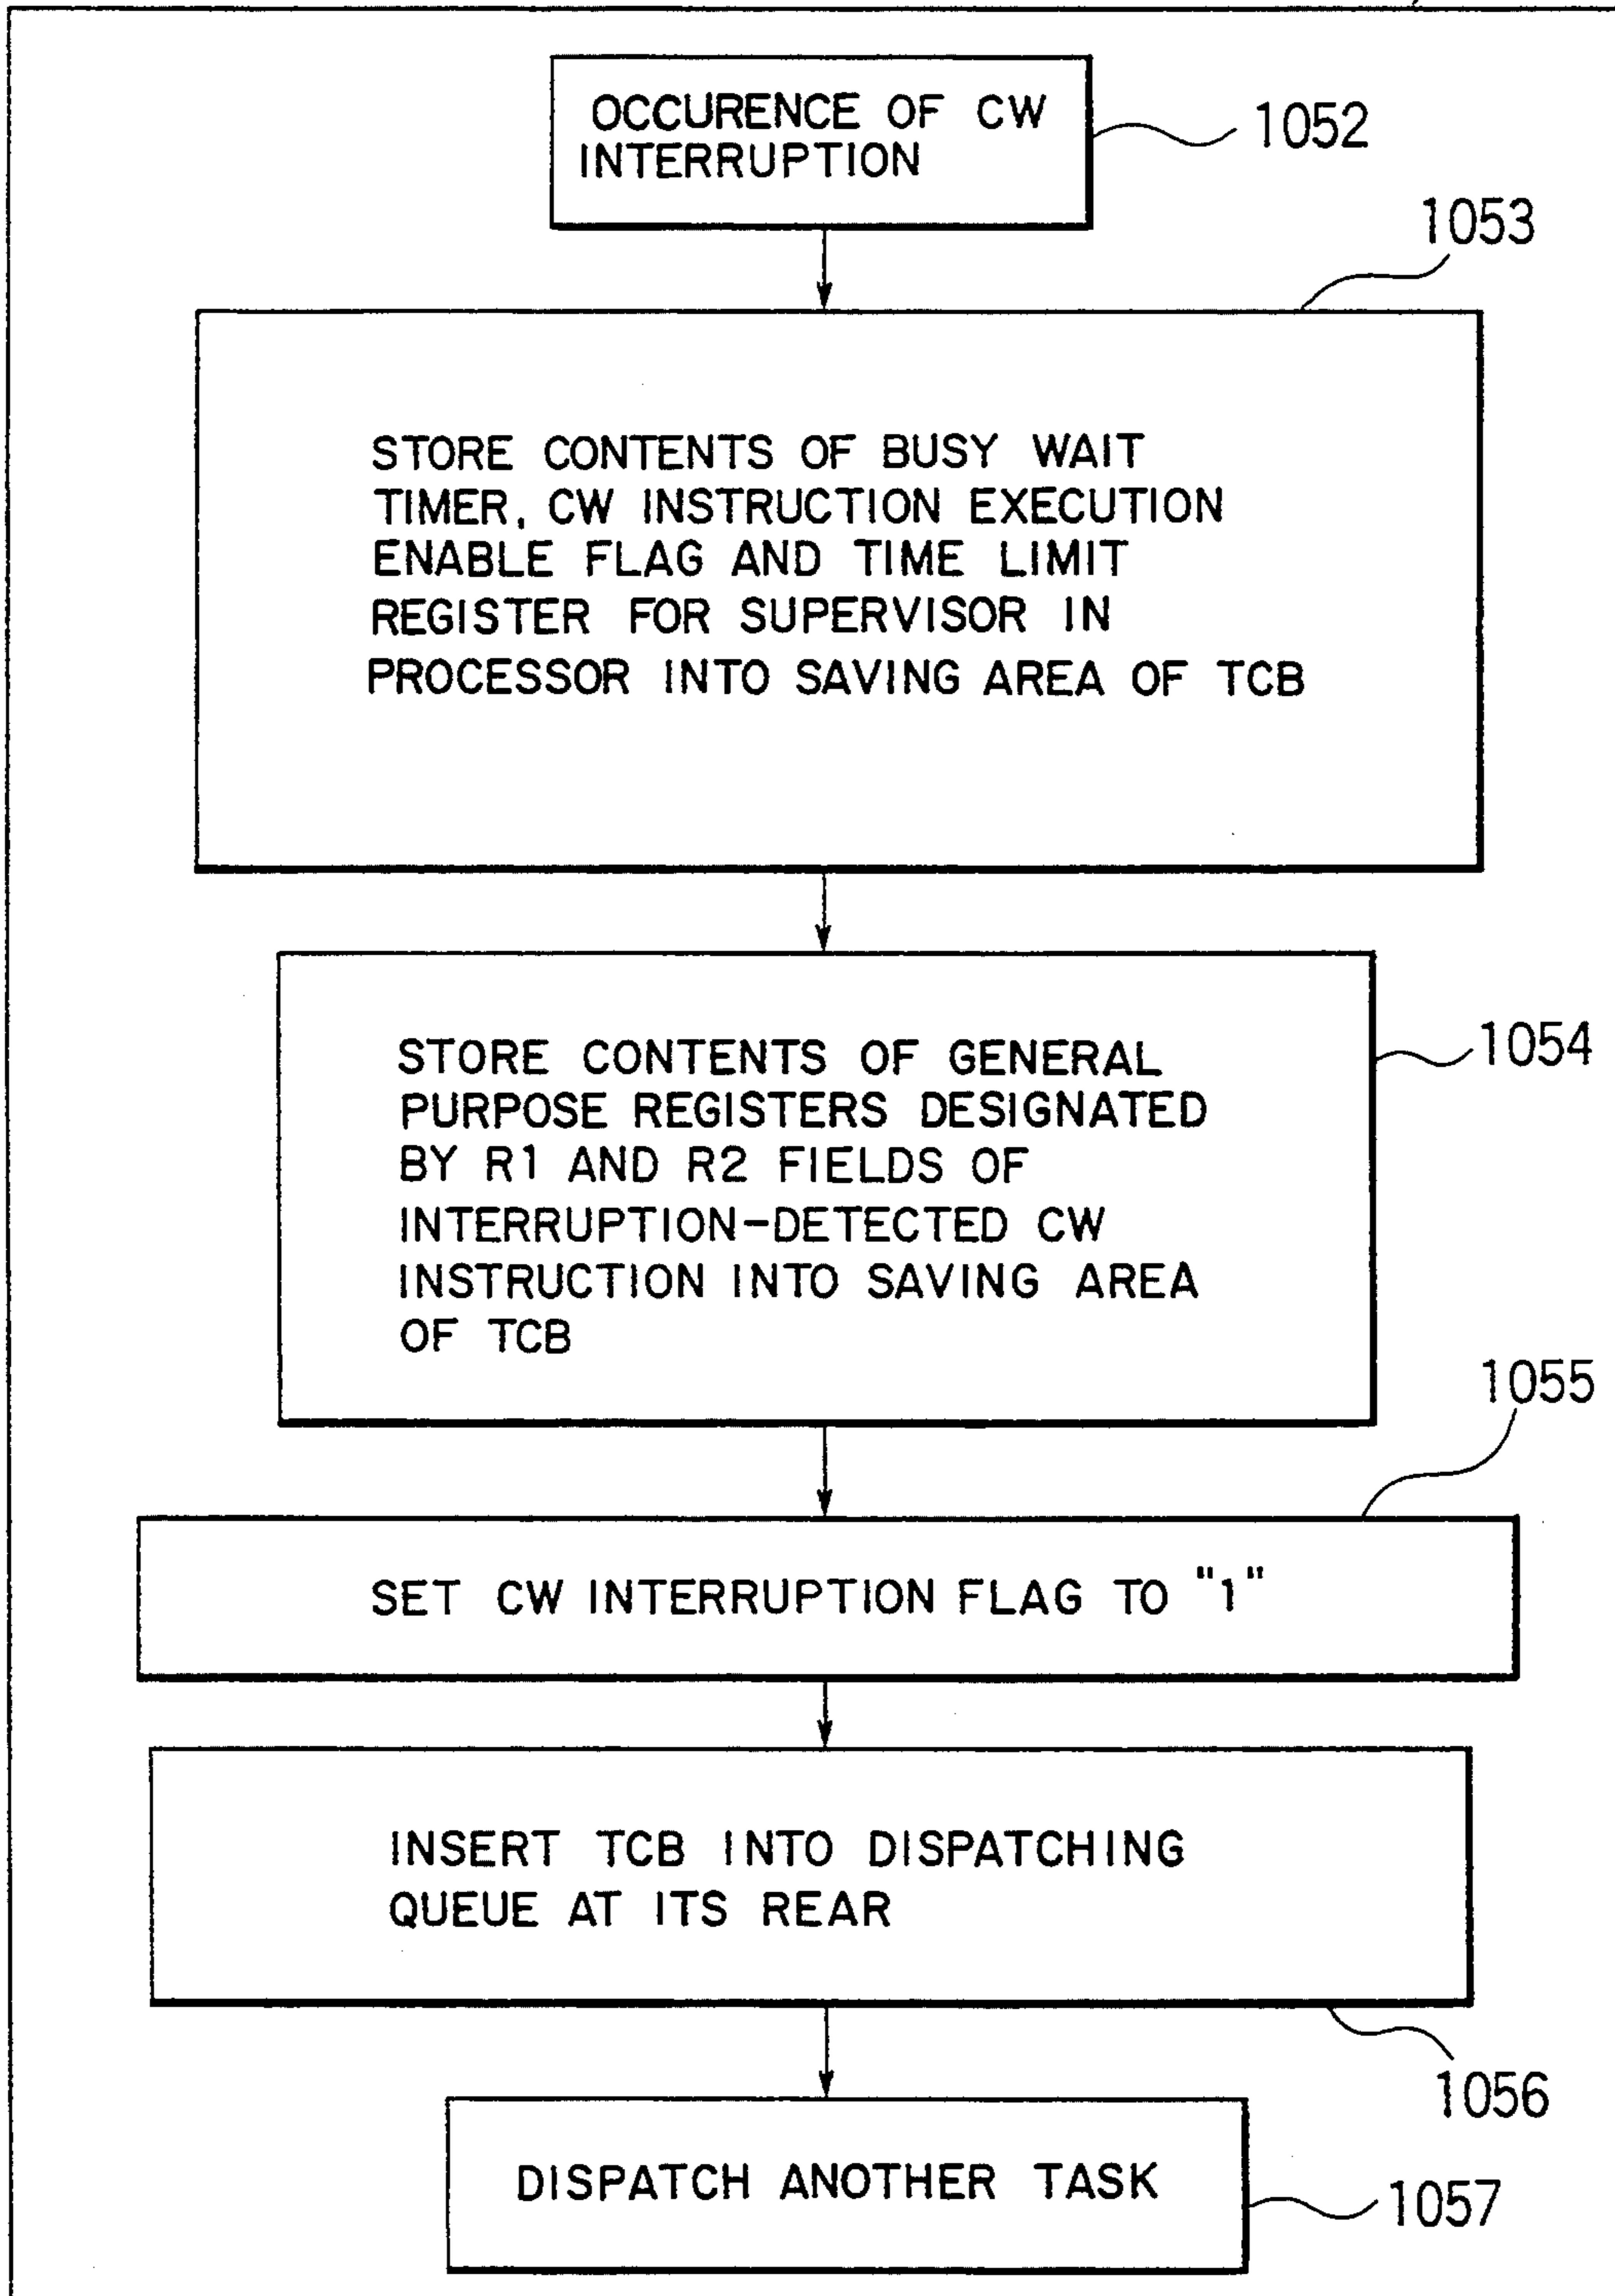 OCCURENCE OF CW
INTERRUPTION
1052
1053
STORE CONTENTS OF BUSY WAIT
TIMER, CW INSTRUCTION EXECUTION
ENABLE FLAG AND TIME LIMIT
REGISTER FOR SUPERVISOR IN
PROCESSOR INTO SAVING AREA OF TCB
STORE CONTENTS OF GENERAL
PURPOSE REGISTERS DESIGNATED
BY R1 AND R2 FIELDS OF
INTERRUPTION-DETECTED CW
INSTRUCTION INTO SAVING AREA
OF TCB
1054
1055
SET CW INTERRUPTION FLAG TO "1"
INSERT TCB INTO DISPATCHING
QUEUE AT ITS REAR
1056
DISPATCH ANOTHER TASK
1057